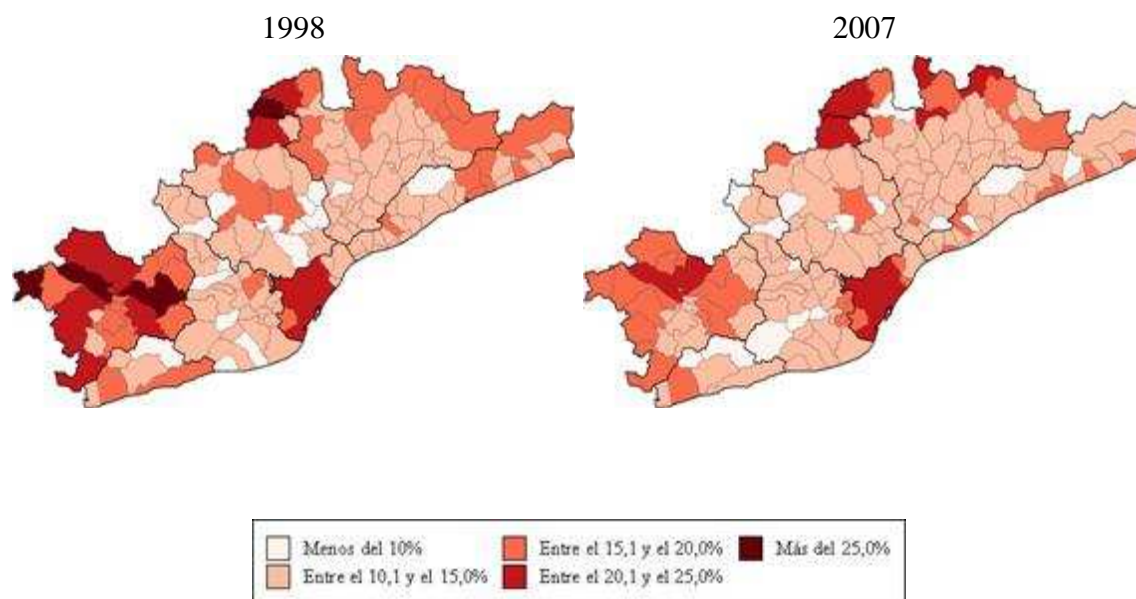 1998
2007
Menos del 10%
Entre el 15,1 y el 20,0%
Más del 25,0%
Entre el 10,1 y el 15,0%
Entre el 20,1 y el 25,0%